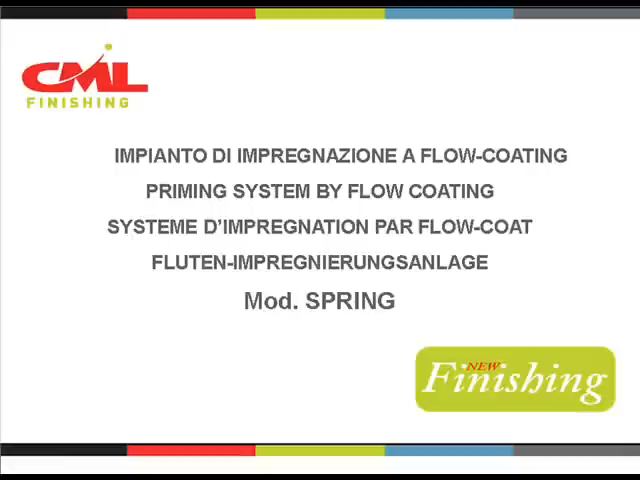 CML
FINISHING
IMPIANTO DI IMPREGNAZIONE A FLOW-COATING
PRIMING SYSTEM BY FLOW COATING
SYSTEME D'IMPREGNATION PAR FLOW-COAT
FLUTEN-IMPREGNIERUNGSANLAGE
Mod. SPRING
NEW
Finishing